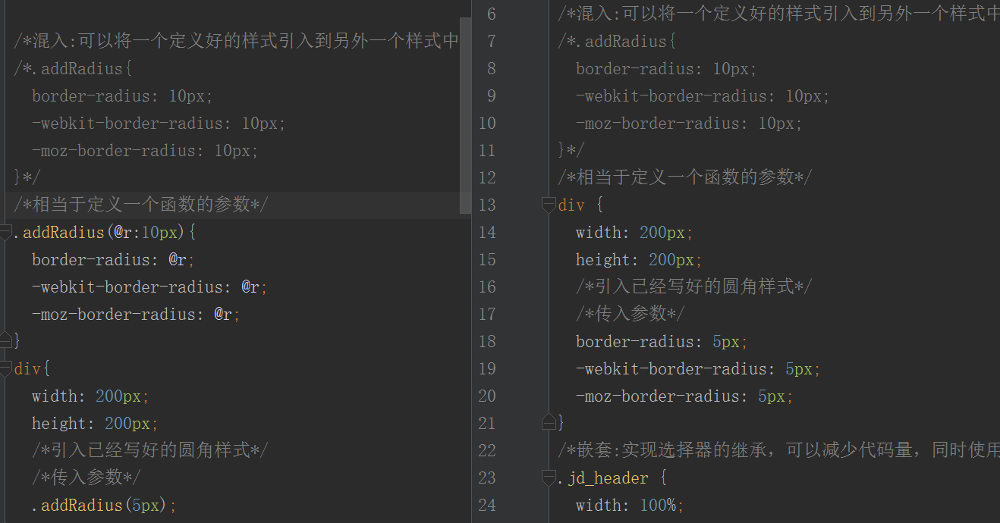 /*混入:可以将一个定义好的样式引入到另外一个样式中
/*.addRadius{
border-radius: 10px;
-webkit-border-radius: 10px;
-moz-border-radius: 10px;
}*/
/*相当于定义一个函数的参数*/
.addRadius(@r:10px){
border-radius: @r;
-webkit-border-radius: @r;
-moz-border-radius: @r;
}
div{
width: 200px;
height: 200px;
/*引入已经写好的圆角样式*/
/*传入参数*/
.addRadius(5px);
6 /*混入:可以将一个定义好的样式引入到另外一个样式中
7 /*.addRadius{
8 border-radius: 10px;
9 -webkit-border-radius: 10px;
10 -moz-border-radius: 10px;
11 }*/
12 /*相当于定义一个函数的参数*/
13 div {
14 width: 200px;
15 height: 200px;
16 /*引入已经写好的圆角样式*/
17 /*传入参数*/
18 border-radius: 5px;
19 -webkit-border-radius: 5px;
20 -moz-border-radius: 5px;
21 }
22 /*嵌套:实现选择器的继承，可以减少代码量，同时使用
23 .jd_header {
24 width: 100%;